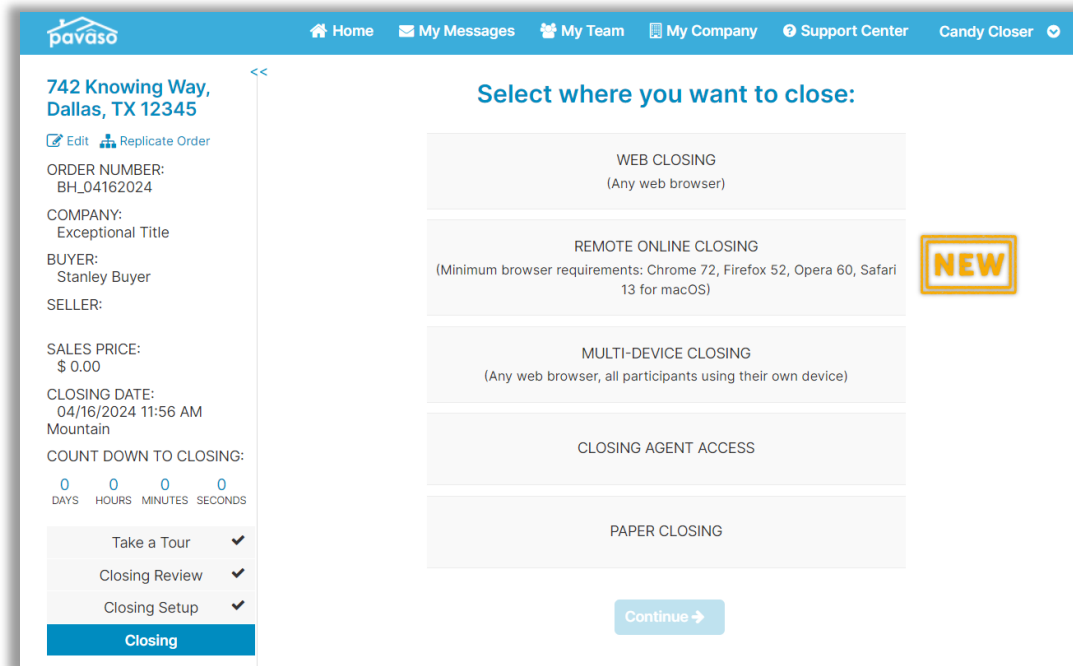 pavaso
Home
My Messages
My Team
My Company
Support Center
Candy Closer
<<
742 Knowing Way,
Dallas, TX 12345
Edit
Replicate Order
ORDER NUMBER:
BH_04162024
COMPANY:
Exceptional Title
BUYER:
Stanley Buyer
SELLER:
SALES PRICE:
$ 0.00
CLOSING DATE:
04/16/2024 11:56 AM
Mountain
COUNT DOWN TO CLOSING:
0 0 0 0
DAYS HOURS MINUTES SECONDS
Take a Tour
Closing Review
Closing Setup
Closing
Select where you want to close:
WEB CLOSING
(Any web browser)
REMOTE ONLINE CLOSING
(Minimum browser requirements: Chrome 72, Firefox 52, Opera 60, Safari
13 for macOS)
NEW
MULTI-DEVICE CLOSING
(Any web browser, all participants using their own device)
CLOSING AGENT ACCESS
PAPER CLOSING
Continue